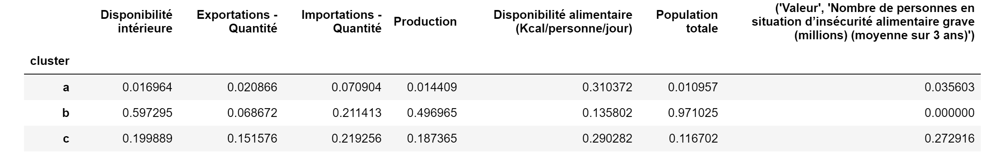 Disponibilité intérieure
Exportations - Quantité
Importations - Quantité
Production
Disponibilité alimentaire (Kcal/personne/jour)
Population totale
('Valeur', 'Nombre de personnes en situation d’insécurité alimentaire grave (millions) (moyenne sur 3 ans)')
cluster
a 0.016964 0.020866 0.070904 0.014409 0.310372 0.010957 0.035603
b 0.597295 0.068672 0.211413 0.496965 0.135802 0.971025 0.000000
c 0.199889 0.151576 0.219256 0.187365 0.290282 0.116702 0.272916